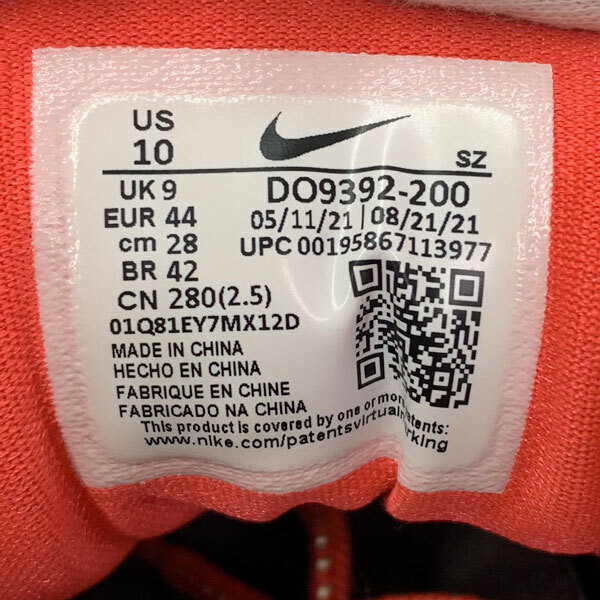 US
10
SZ
UK 9
DO9392-200
EUR 44
05/11/21 | 08/21/21
cm 28
UPC 00195867113977
BR 42
CN 280(2.5)
01Q81EY7MX12D
MADE IN CHINA
HECHO EN CHINA
FABRIQUE EN CHINE
FABRICADO NA CHINA
This product is covered by one or more patents:
www.nike.com/patentsvirtualmarking